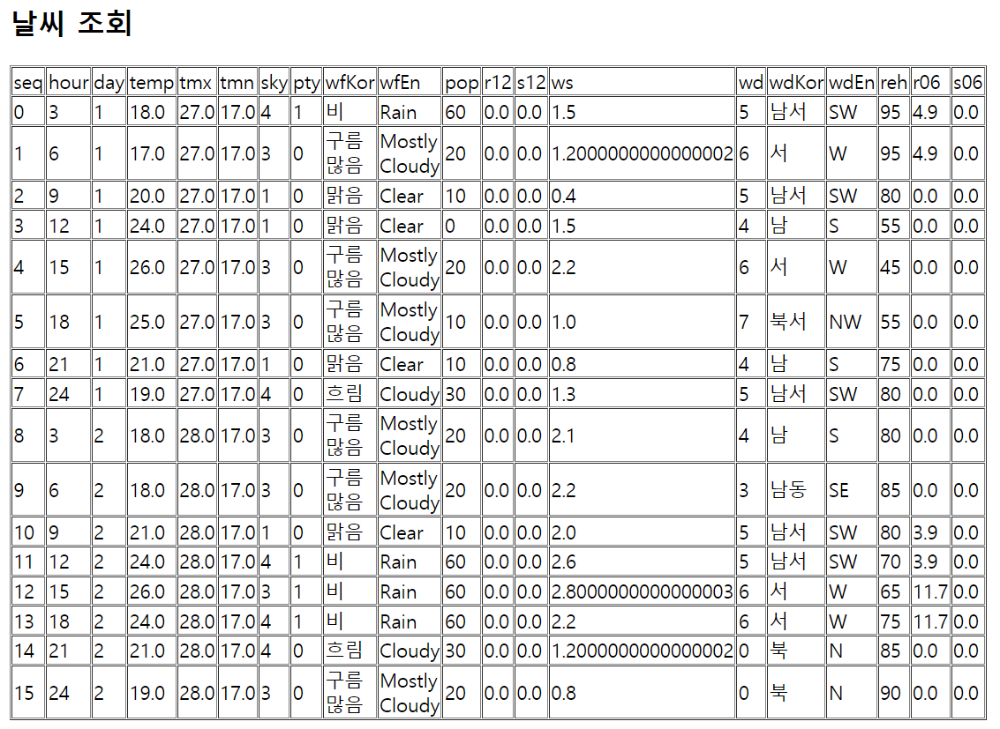 날씨 조회
seq hour day temp tmx tmn sky pty wfKor wfEn pop r12 s12 ws wd wdKor wdEn reh r06 s06
0 3 1 18.0 27.0 17.0 4 1 비 Rain 60 0.0 0.0 1.5 5 남서 SW 95 4.9 0.0
1 6 1 17.0 27.0 17.0 3 0 구름 많음 Mostly Cloudy 20 0.0 0.0 1.2000000000000002 6 서 W 95 4.9 0.0
2 9 1 20.0 27.0 17.0 1 0 맑음 Clear 10 0.0 0.0 0.4 5 남서 SW 80 0.0 0.0
3 12 1 24.0 27.0 17.0 1 0 맑음 Clear 0 0.0 0.0 1.5 4 남 S 55 0.0 0.0
4 15 1 26.0 27.0 17.0 3 0 구름 많음 Mostly Cloudy 20 0.0 0.0 2.2 6 서 W 45 0.0 0.0
5 18 1 25.0 27.0 17.0 3 0 구름 많음 Mostly Cloudy 10 0.0 0.0 1.0 7 북서 NW 55 0.0 0.0
6 21 1 21.0 27.0 17.0 1 0 맑음 Clear 10 0.0 0.0 0.8 4 남 S 75 0.0 0.0
7 24 1 19.0 27.0 17.0 4 0 흐림 Cloudy 30 0.0 0.0 1.3 5 남서 SW 80 0.0 0.0
8 3 2 18.0 28.0 17.0 3 0 구름 많음 Mostly Cloudy 20 0.0 0.0 2.1 4 남 S 80 0.0 0.0
9 6 2 18.0 28.0 17.0 3 0 구름 많음 Mostly Cloudy 20 0.0 0.0 2.2 3 남동 SE 85 0.0 0.0
10 9 2 21.0 28.0 17.0 1 0 맑음 Clear 10 0.0 0.0 2.0 5 남서 SW 80 3.9 0.0
11 12 2 24.0 28.0 17.0 4 1 비 Rain 60 0.0 0.0 2.6 5 남서 SW 70 3.9 0.0
12 15 2 26.0 28.0 17.0 3 1 비 Rain 60 0.0 0.0 2.8000000000000003 6 서 W 65 11.7 0.0
13 18 2 24.0 28.0 17.0 4 1 비 Rain 60 0.0 0.0 2.2 6 서 W 75 11.7 0.0
14 21 2 21.0 28.0 17.0 4 0 흐림 Cloudy 30 0.0 0.0 1.2000000000000002 0 북 N 85 0.0 0.0
15 24 2 19.0 28.0 17.0 3 0 구름 많음 Mostly Cloudy 20 0.0 0.0 0.8 0 북 N 90 0.0 0.0